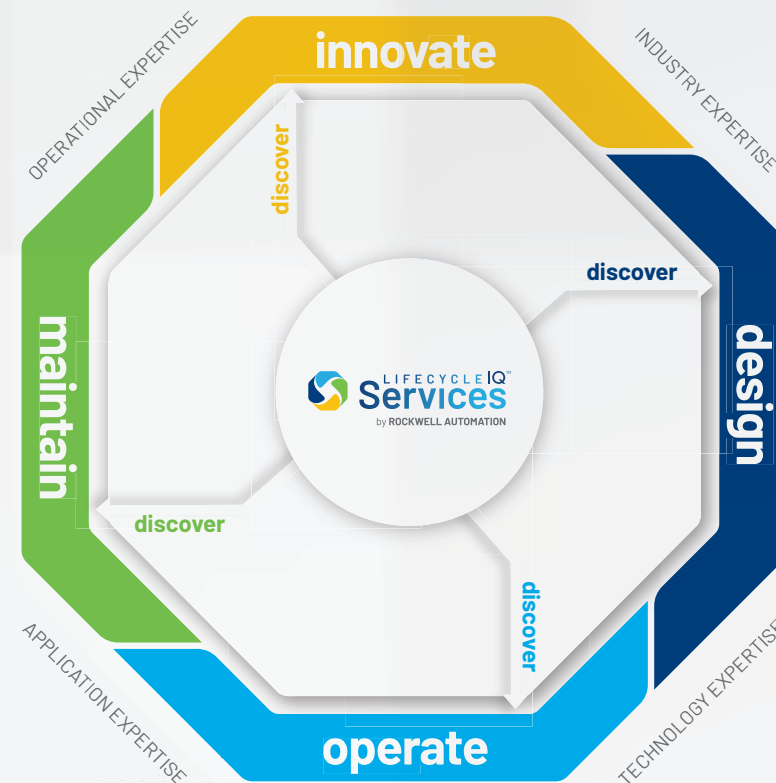 OPERATIONAL EXPERTISE
innovate
INDUSTRY EXPERTISE
discover
discover
LIFECYCLE IQ™
Services
by ROCKWELL AUTOMATION
maintain
design
discover
discover
APPLICATION EXPERTISE
operate
TECHNOLOGY EXPERTISE